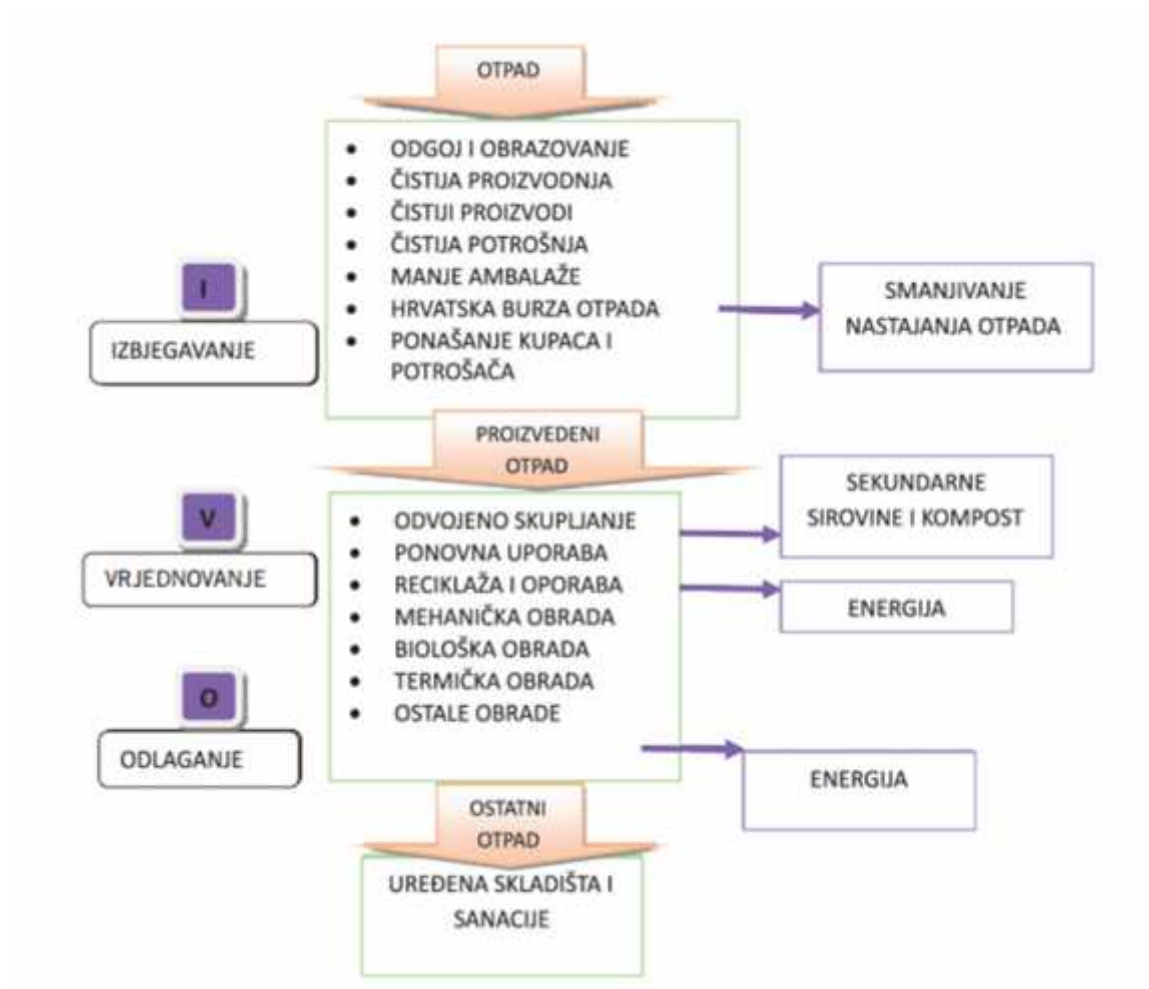 OTPAD
ODGOJ I OBRAZOVANJE
ČISTIJA PROIZVODNJA
ČISTIJI PROIZVODI
ČISTIJA POTROŠNJA
MANJE AMBALAŽE
HRVATSKA BURZA OTPADA
PONAŠANJE KUPACA I
POTROŠAČA
I
IZBJEGAVANJE
SMANJIVANJE
NASTAJANJA OTPADA
PROIZVEDENI
OTPAD
V
VRJEDNOVANJE
ODVOJENO SKUPLJANJE
PONOVNA UPORABA
RECIKLAŽA I OPORABA
MEHANIČKA OBRADA
BIOLOŠKA OBRADA
TERMIČKA OBRADA
OSTALE OBRADE
SEKUNDARNE
SIROVINE I KOMPOST
ENERGIJA
O
ODLAGANJE
ENERGIJA
OSTATNI
OTPAD
UREĐENA SKLADIŠTA I
SANACIJE